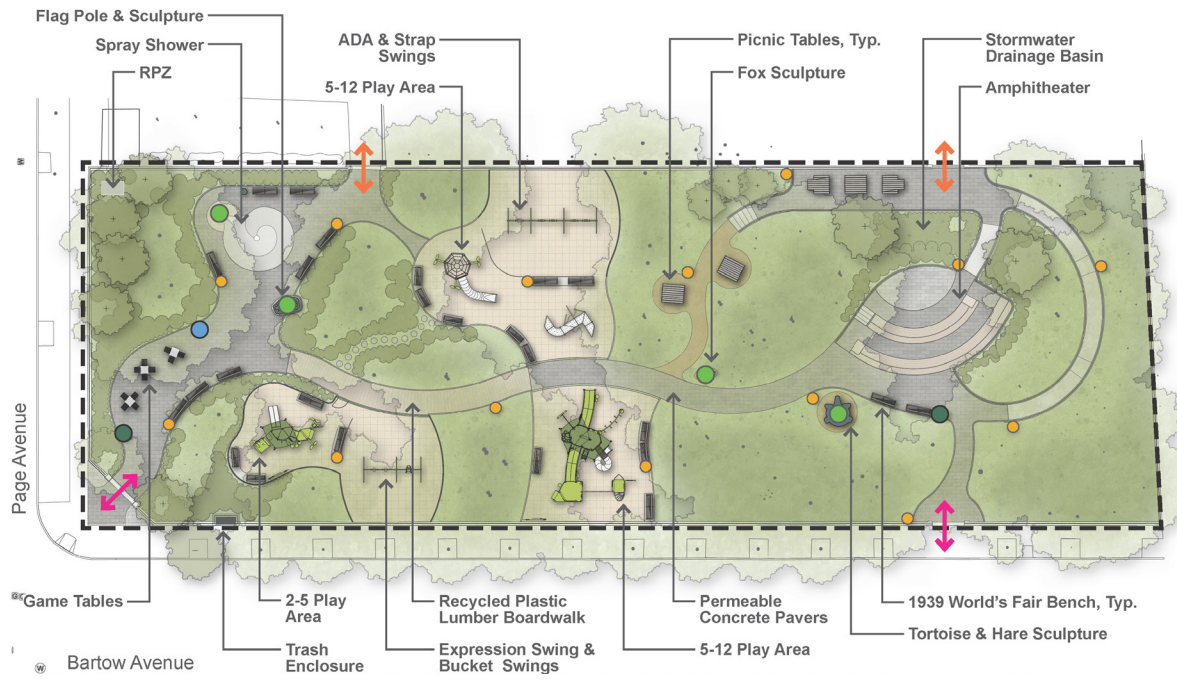 Flag Pole & Sculpture
Spray Shower
RPZ
ADA & Strap
Swings
5-12 Play Area
Picnic Tables, Typ.
Fox Sculpture
Stormwater
Drainage Basin
Amphitheater
Page Avenue
Game Tables
2-5 Play
Area
Trash
Enclosure
Recycled Plastic
Lumber Boardwalk
Expression Swing &
Bucket Swings
Permeable
Concrete Pavers
5-12 Play Area
1939 World’s Fair Bench, Typ.
Tortoise & Hare Sculpture
W
Bartow Avenue